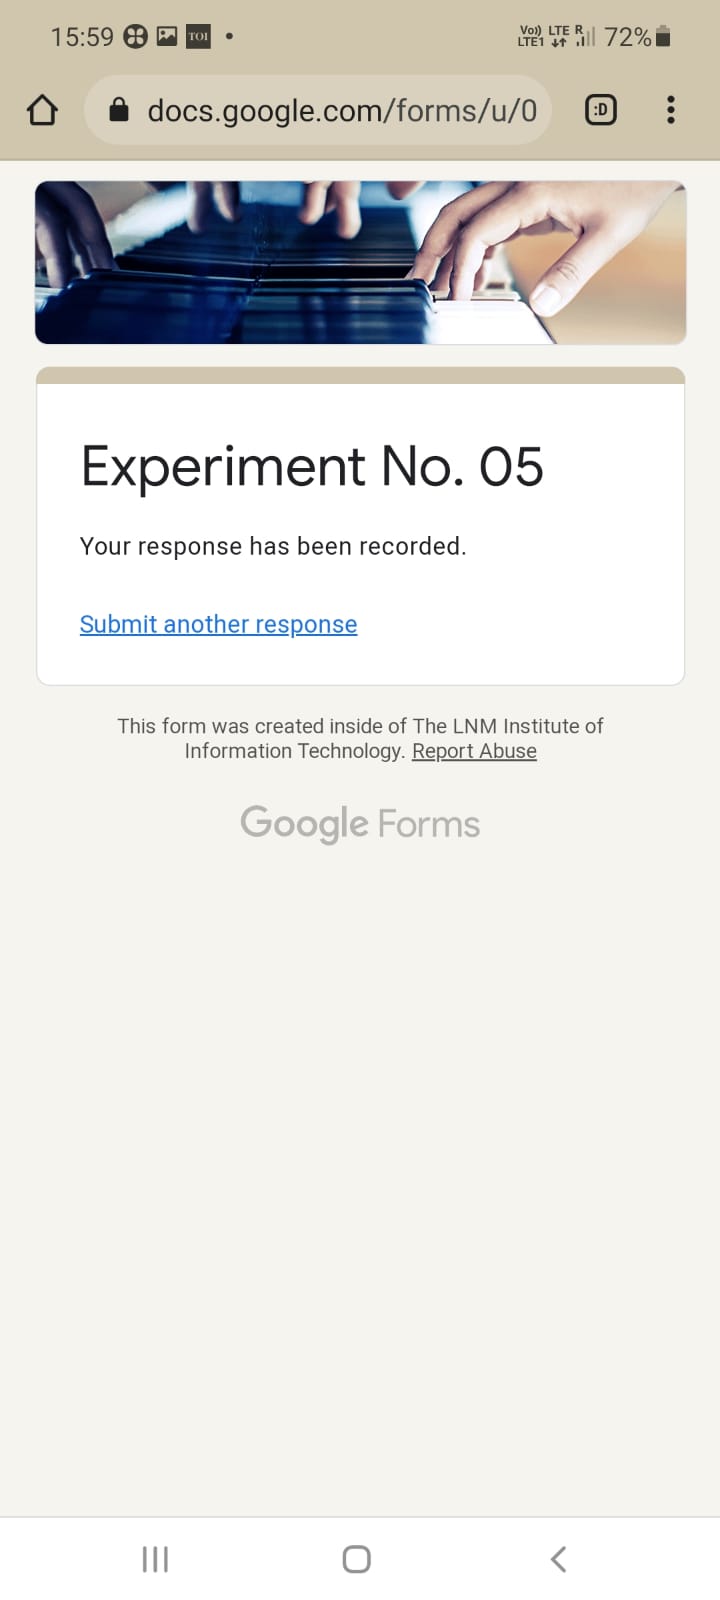 15:59 TOI • Vo)) LTE R 72%
LTE1
docs.google.com/forms/u/0 :D
Experiment No. 05
Your response has been recorded.
Submit another response
This form was created inside of The LNM Institute of
Information Technology. Report Abuse
Google Forms